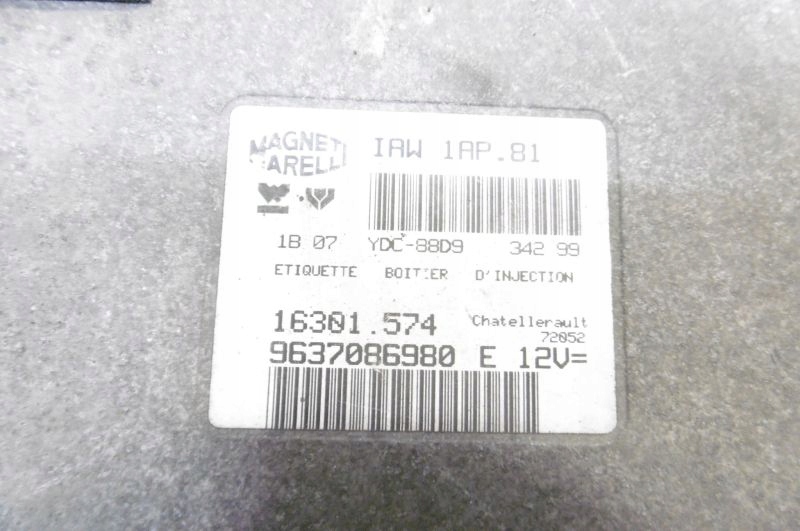 MAGNETI MARELLI
IAW 1AP.81
1B 07 YDC-88D9 342 99
ETIQUETTE BOITIER D'INJECTION
16301.574 Chatellerault
72052
9637086980 E 12V=